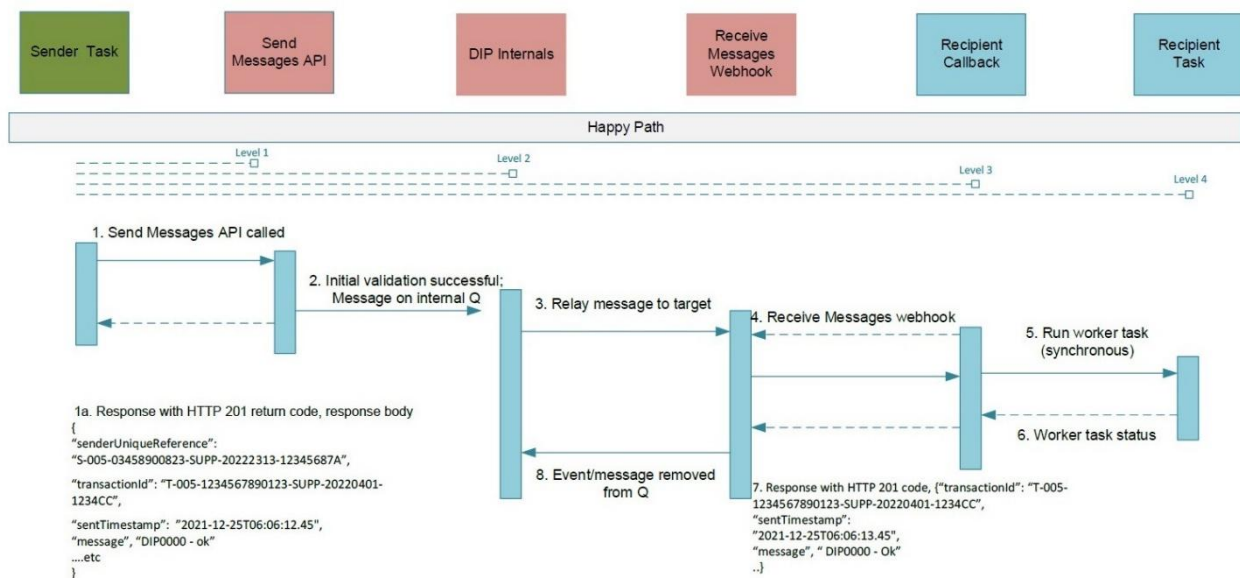 Sender Task
Send
Messages API
DIP Internals
Receive
Messages
Webhook
Recipient
Callback
Recipient
Task
Happy Path
Level 1
Level 2
Level 3
Level 4
1. Send Messages API called
2. Initial validation successful;
Message on internal Q
3. Relay message to target
4. Receive Messages webhook
5. Run worker task
(synchronous)
6. Worker task status
1a. Response with HTTP 201 return code, response body
{
“senderUniqueReference”:
“S-005-03458900823-SUPP-20222313-12345687A”,
“transactionId”: “T-005-1234567890123-SUPP-20220401-
1234CC”,
“sentTimestamp”: ”2021-12-25T06:06:12.45”,
“message”, “DIP0000 - ok”
....etc
}
8. Event/message removed
from Q
7. Response with HTTP 201 code, {“transactionId”: “T-005-
1234567890123-SUPP-20220401-1234CC”,
“sentTimestamp”:
”2021-12-25T06:06:13.45”,
“message”, “ DIP0000 - Ok”
..}